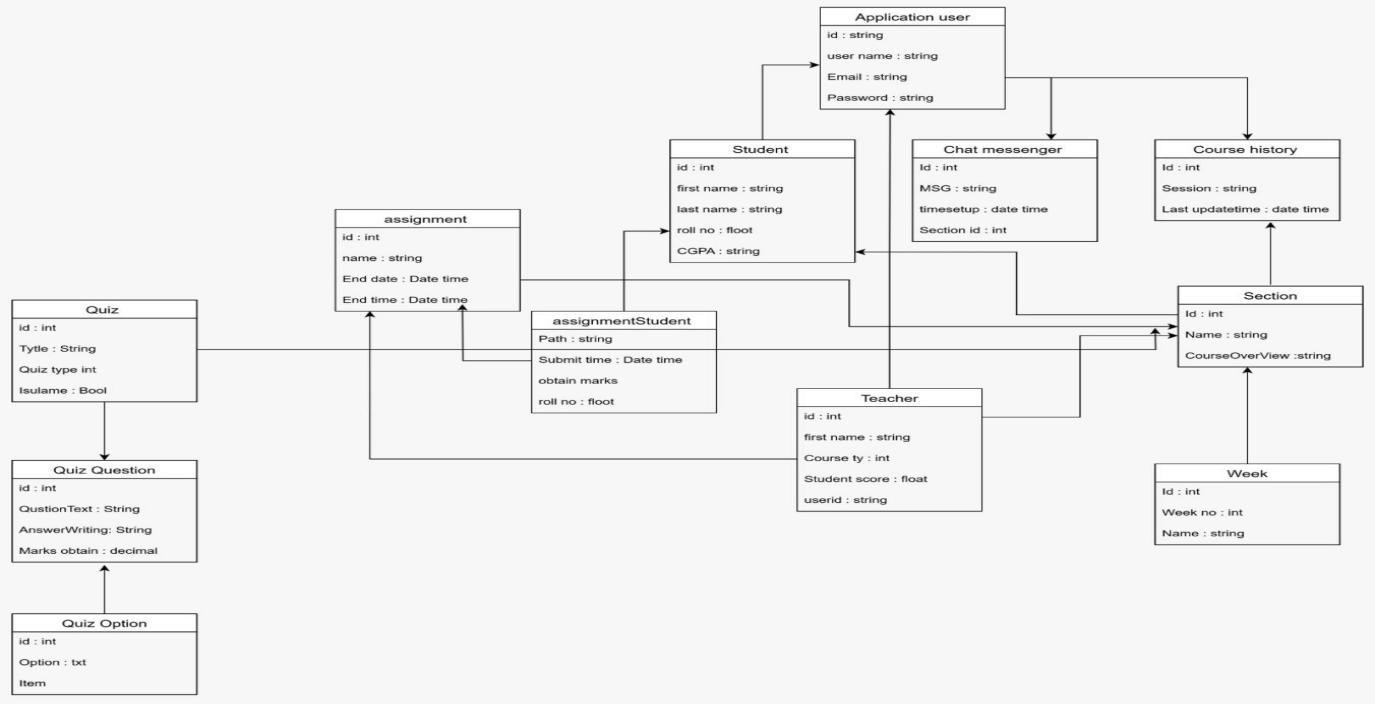 Application user
id : string
user name : string
Email : string
Password : string
Student
id : int
first name : string
last name : string
roll no : floot
CGPA : string
Chat messenger
Id : int
MSG : string
timesetup : date time
Section id : int
Course history
Id : int
Session : string
Last updatetime : date time
assignment
id : int
name : string
End date : Date time
End time : Date time
Section
Id : int
Name : string
CourseOverView :string
Quiz
id : int
Tytle : String
Quiz type int
Isulame : Bool
assignmentStudent
Path : string
Submit time : Date time
obtain marks
roll no : floot
Teacher
id : int
first name : string
Course ty : int
Student score : float
userid : string
Quiz Question
id : int
QustionText : String
AnswerWriting: String
Marks obtain : decimal
Week
Id : int
Week no : int
Name : string
Quiz Option
id : int
Option : txt
Item